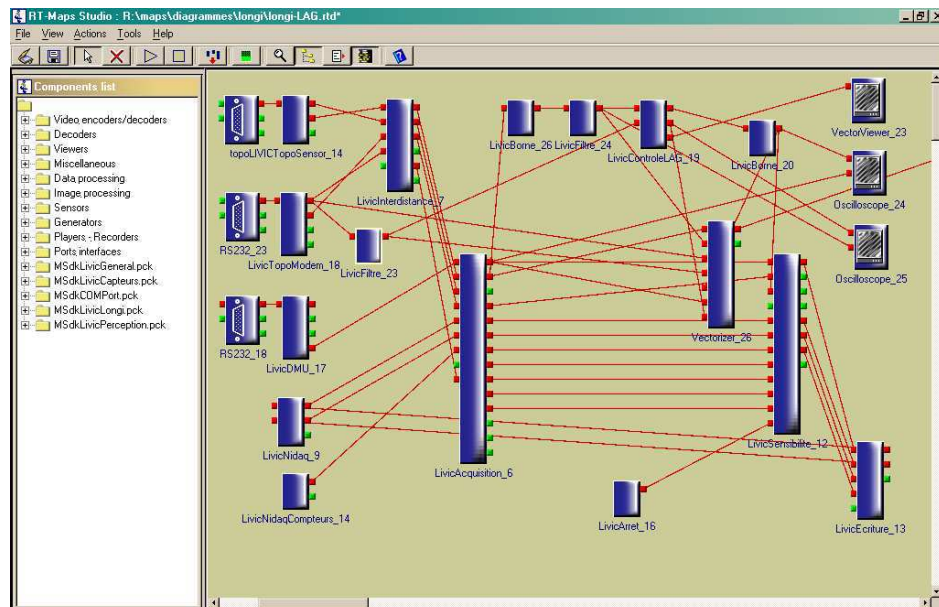 RT-Maps Studio : R:\maps\diagrammes\longi\longi-LAG.rtd*
File View Actions Tools Help
Components list
Video encoders/decoders
Decoders
Viewers
Miscellaneous
Data processing
Image processing
Sensors
Generators
Players - Recorders
Ports interfaces
MSdkLivicGeneral.pck
MSdkLivicCapteurs.pck
MSdkCOMPort.pck
MSdkLivicLongi.pck
MSdkLivicPerception.pck
topoLIVICTopoSensor_14
LivicInterdistance_7
LivicBorne_26
LivicFiltre_24
LivicControleLAG_19
LivicBorne_20
VectorViewer_23
Oscilloscope_24
RS232_23
LivicTopoModem_18
LivicFiltre_23
Oscilloscope_25
RS232_18
LivicDMU_17
Vectorizer_26
LivicNidaq_9
LivicAcquisition_6
LivicSensibilite_12
LivicNidaqCompteurs_14
LivicArret_16
LivicEcriture_13